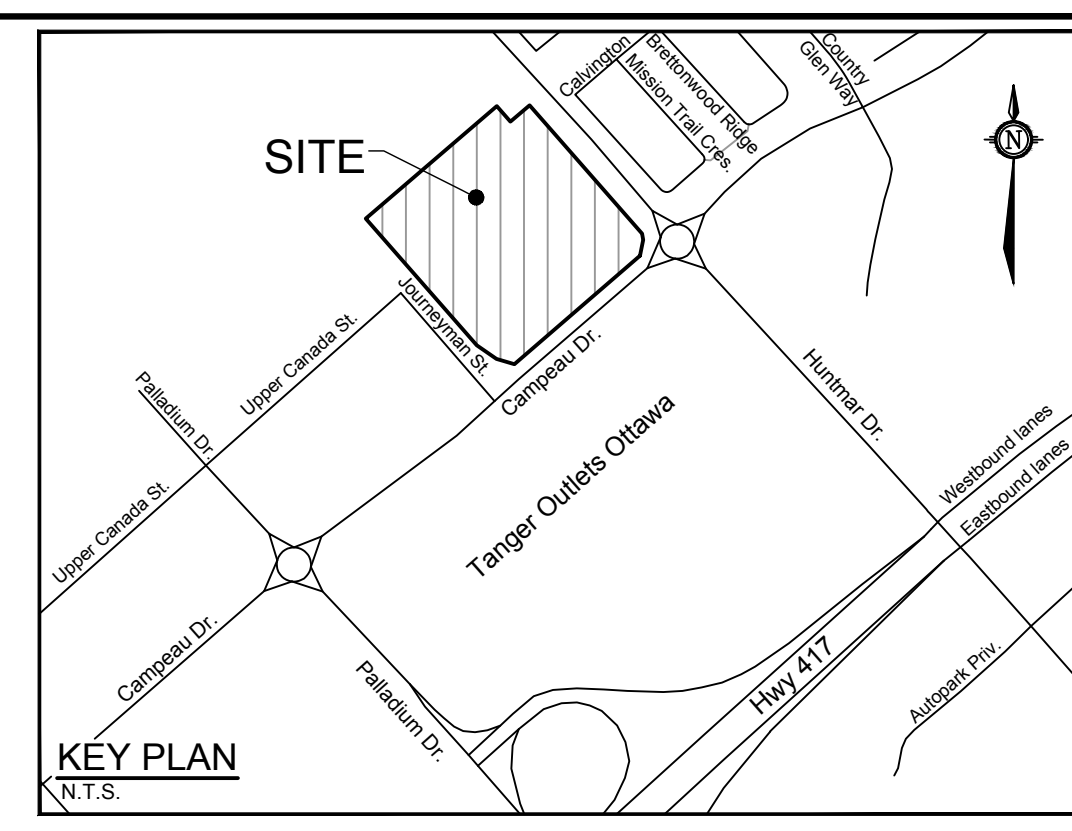 Calvington
Brettonwood Ridge
Mission Trail Cres.
Country
Glen Way
SITE
N
Journeyman St.
Upper Canada St.
Campeau Dr.
Palladium Dr.
Huntmar Dr.
Tanger Outlets Ottawa
Westbound lanes
Eastbound lanes
Upper Canada St.
Campeau Dr.
Palladium Dr.
Hwy 417
Autopark Priv.
KEY PLAN
N.T.S.